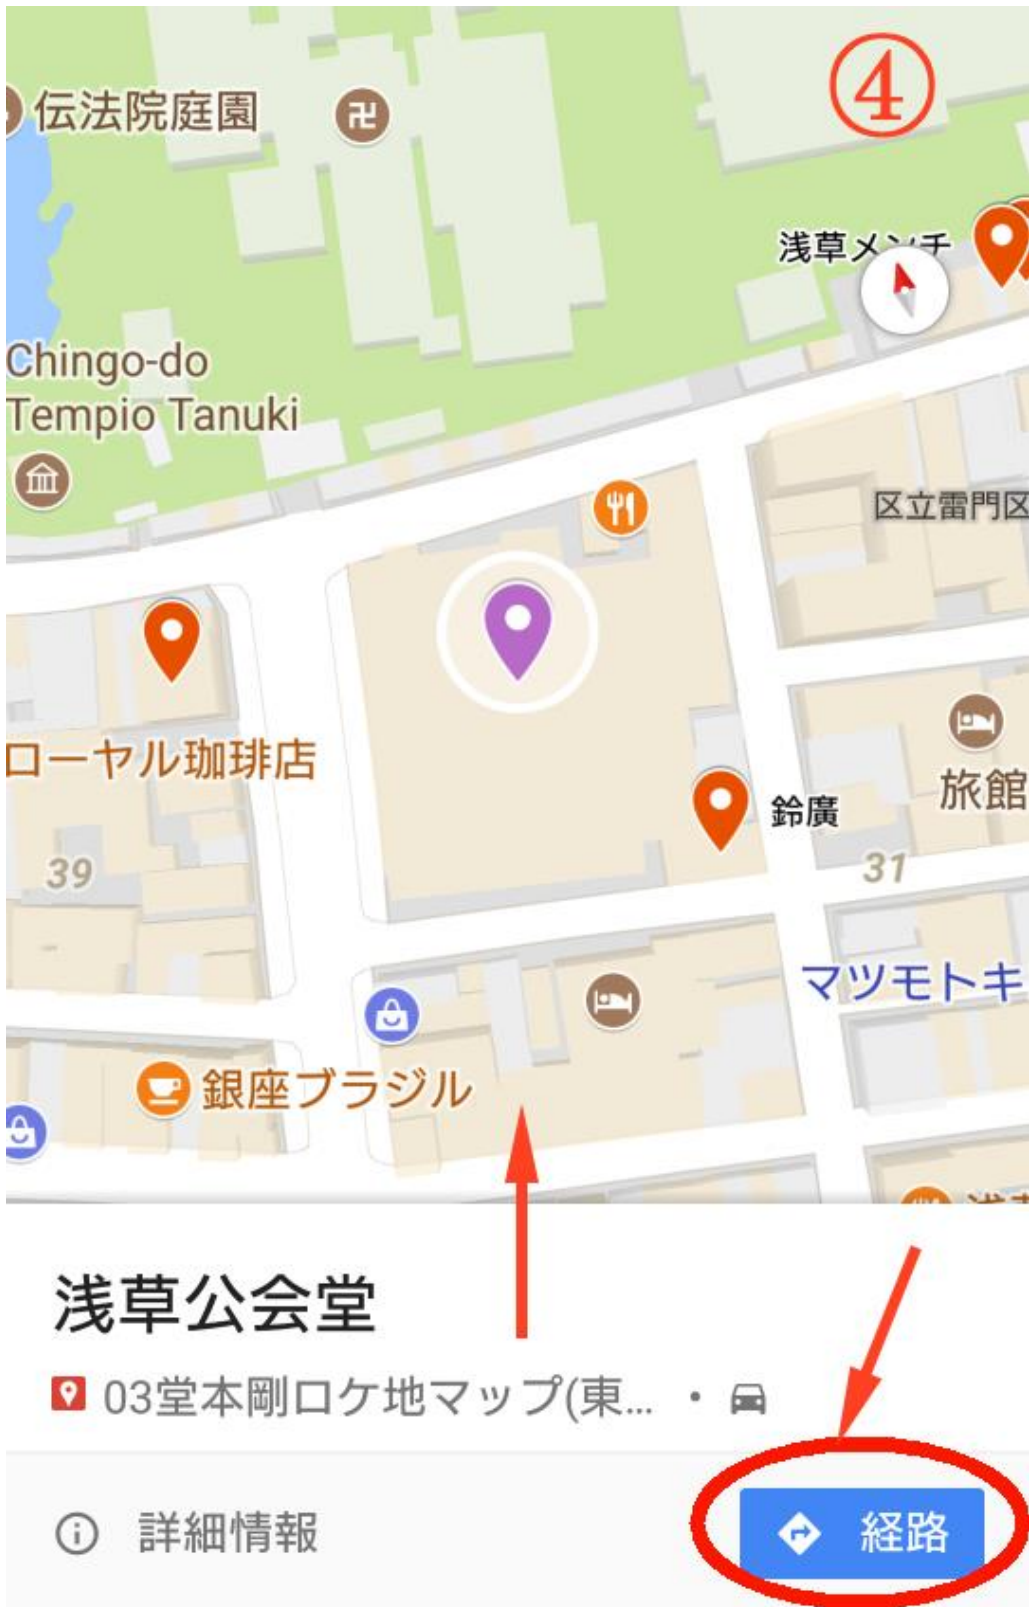 ④
伝法院庭園
浅草メンチ
Chingo-do
Tempio Tanuki
区立雷門区
ローヤル珈琲店
旅館
鈴廣
39
31
マツモトキ
銀座ブラジル
浅草公会堂
03堂本剛ロケ地マップ(東... ・
詳細情報
経路